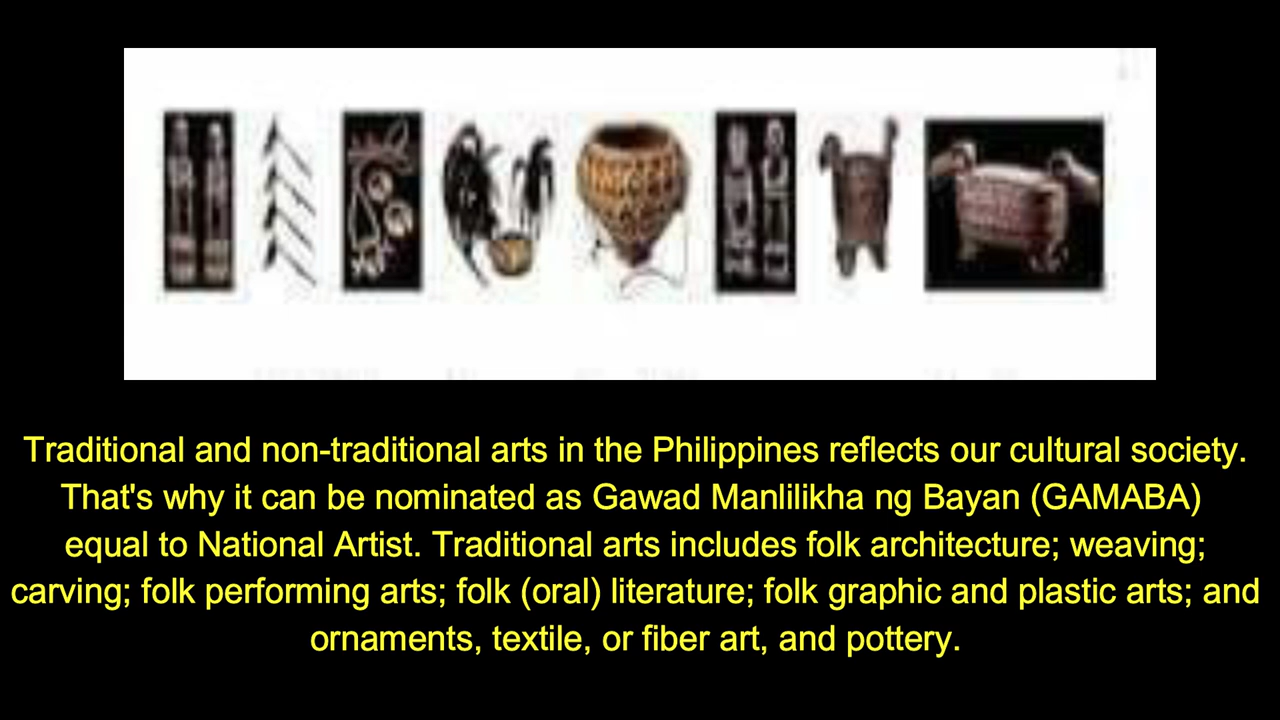 Traditional and non-traditional arts in the Philippines reflects our cultural society.
That's why it can be nominated as Gawad Manlilikha ng Bayan (GAMABA)
equal to National Artist. Traditional arts includes folk architecture; weaving;
carving; folk performing arts; folk (oral) literature; folk graphic and plastic arts; and
ornaments, textile, or fiber art, and pottery.